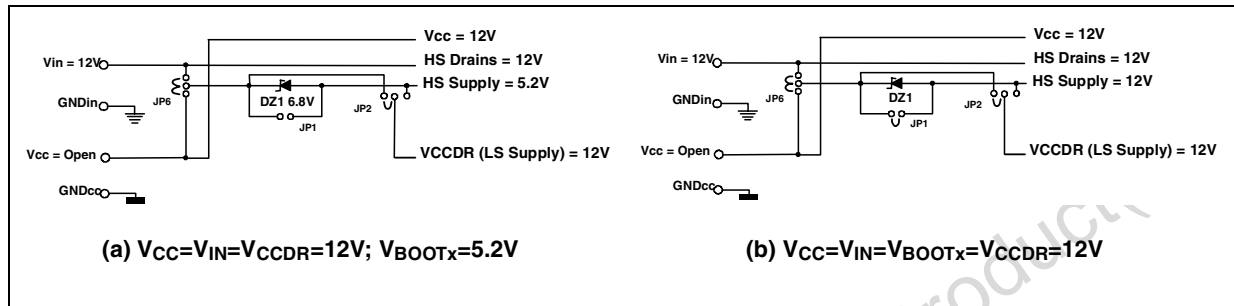 Vcc = 12V
HS Drains = 12V
Vin = 12V
HS Supply = 5.2V
JP6
DZ1 6.8V
JP2
GNDin
JP1
Vcc = Open
VCCDR (LS Supply) = 12V
GNDcc
(a) VCC=VIN=VCCDR=12V; VBOOTx=5.2V
Vcc = 12V
HS Drains = 12V
Vin = 12V
HS Supply = 12V
JP6
DZ1
JP2
GNDin
JP1
Vcc = Open
VCCDR (LS Supply) = 12V
GNDcc
(b) VCC=VIN=VBOOTx=VCCDR=12V
roduct(